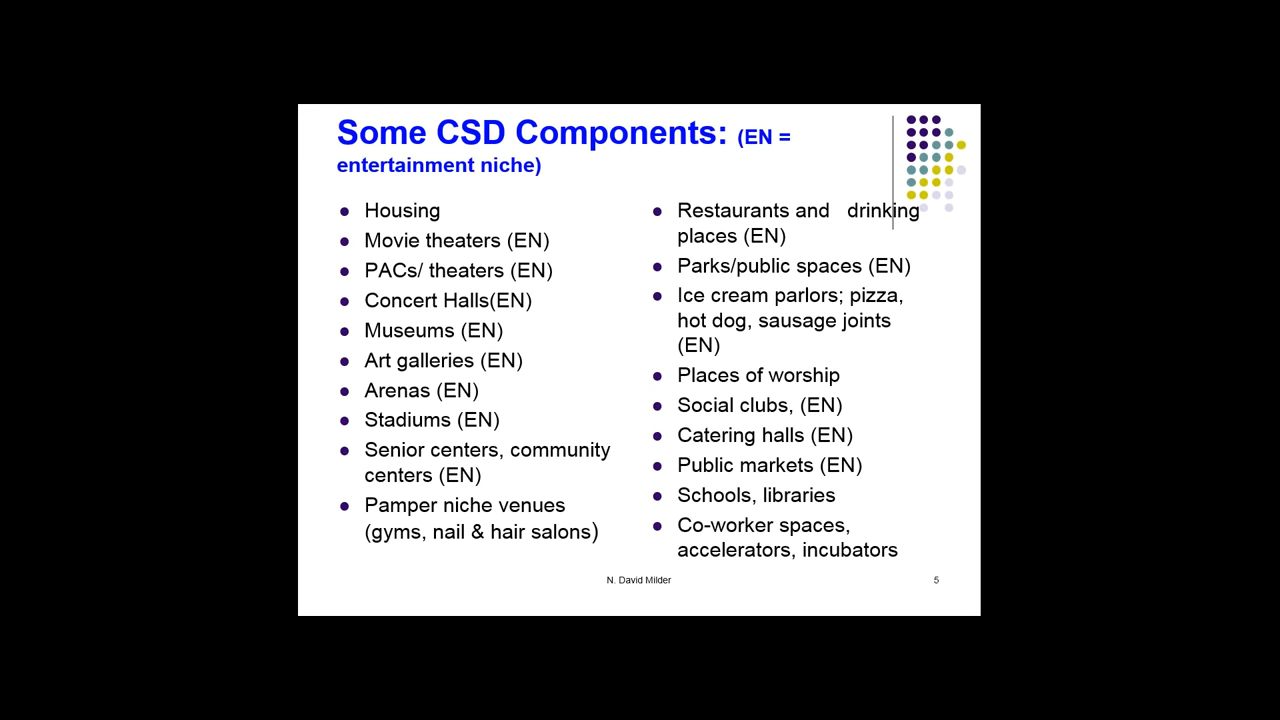 Some CSD Components: (EN =
entertainment niche)
● Housing
● Movie theaters (EN)
● PACs/ theaters (EN)
● Concert Halls(EN)
● Museums (EN)
● Art galleries (EN)
● Arenas (EN)
● Stadiums (EN)
● Senior centers, community
centers (EN)
● Pamper niche venues
(gyms, nail & hair salons)
● Restaurants and drinking
places (EN)
● Parks/public spaces (EN)
● Ice cream parlors; pizza,
hot dog, sausage joints
(EN)
● Places of worship
● Social clubs, (EN)
● Catering halls (EN)
● Public markets (EN)
● Schools, libraries
● Co-worker spaces,
accelerators, incubators
N. David Milder
5